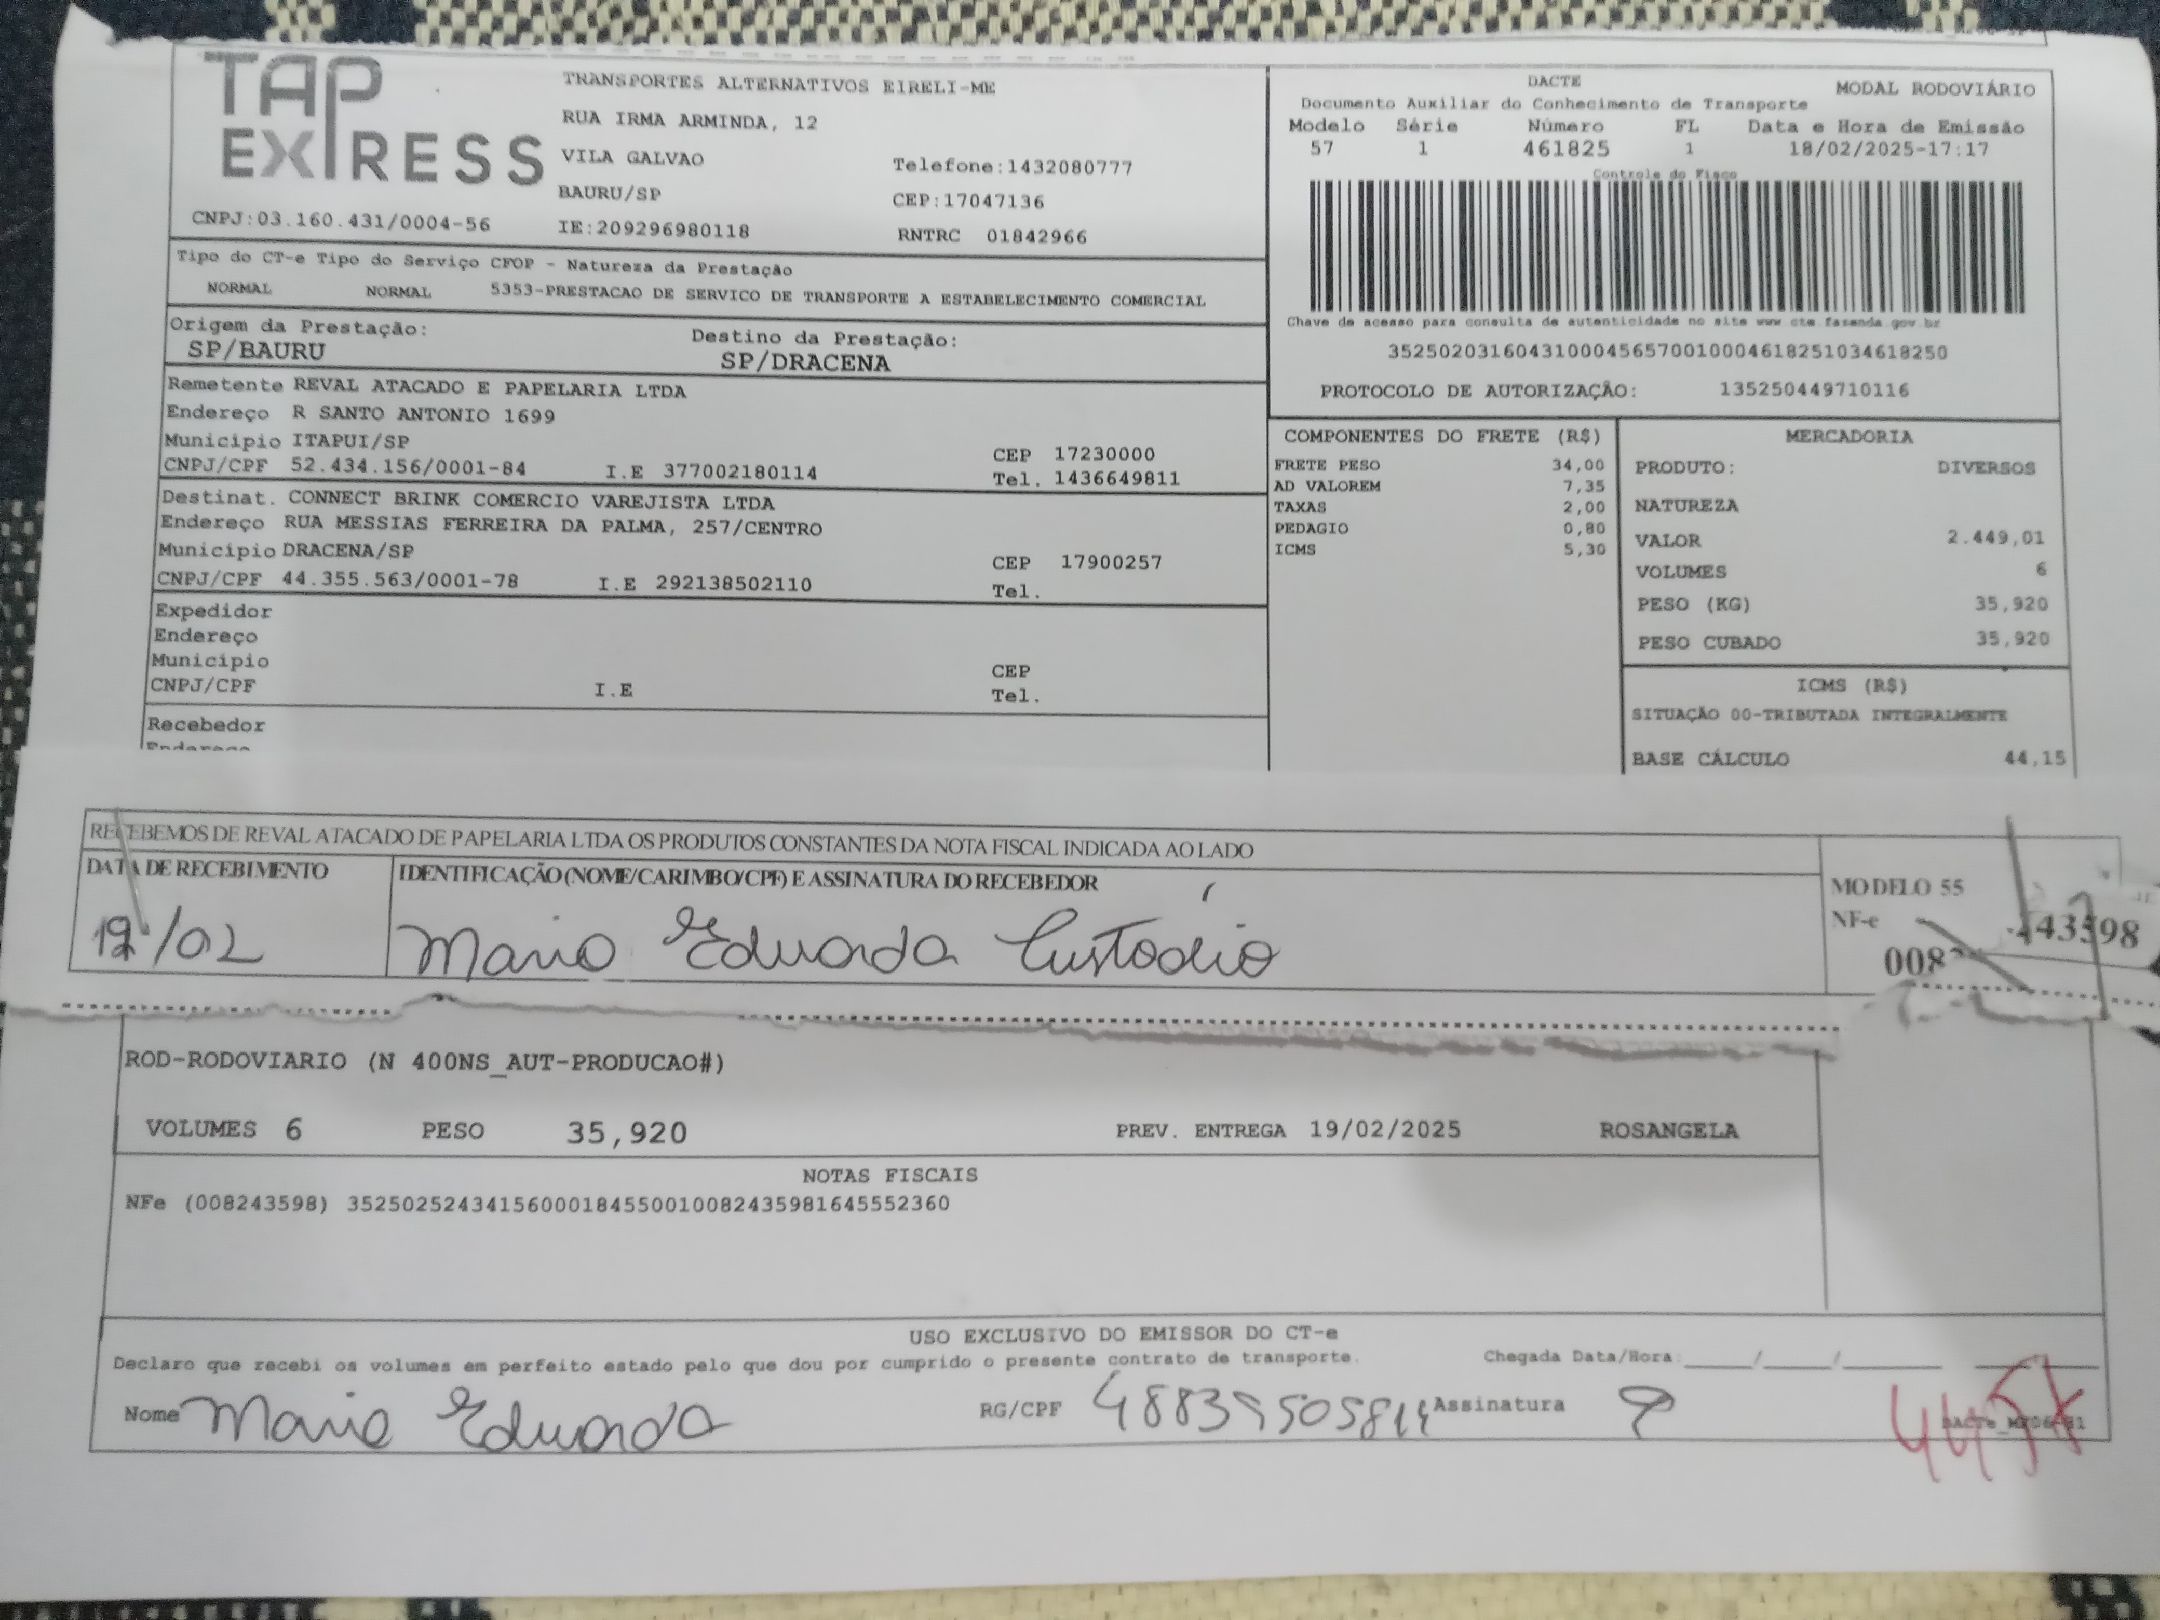 TAP EXPRESS
TRANSPORTES ALTERNATIVOS EIRELI-ME
RUA IRMA ARMINDA, 12
VILA GALVAO Telefone:1432080777
BAURU/SP CEP:17047136
CNPJ:03.160.431/0004-56 IE:209296980118 RNTRC 01842966
DACTE MODAL RODOVIÁRIO
Documento Auxiliar do Conhecimento de Transporte
Modelo Série Número FL Data e Hora de Emissão
57 1 461825 1 18/02/2025-17:17
Controle do Fisco
Chave de acesso para consulta de autenticidade no site www.cte.fazenda.gov.br
35250203160431000456570010004618251034618250
PROTOCOLO DE AUTORIZAÇÃO: 135250449710116
Tipo do CT-e Tipo do Serviço CFOP - Natureza da Prestação
NORMAL NORMAL 5353-PRESTACAO DE SERVICO DE TRANSPORTE A ESTABELECIMENTO COMERCIAL
Origem da Prestação: Destino da Prestação:
SP/BAURU SP/DRACENA
Remetente REVAL ATACADO E PAPELARIA LTDA
Endereço R SANTO ANTONIO 1699
Município ITAPUI/SP CEP 17230000
CNPJ/CPF 52.434.156/0001-84 I.E 377002180114 Tel. 1436649811
Destinat. CONNECT BRINK COMERCIO VAREJISTA LTDA
Endereço RUA MESSIAS FERREIRA DA PALMA, 257/CENTRO
Município DRACENA/SP CEP 17900257
CNPJ/CPF 44.355.563/0001-78 I.E 292138502110 Tel.
Expedidor
Endereço
Município CEP
CNPJ/CPF I.E Tel.
Recebedor
COMPONENTES DO FRETE (R$)
FRETE PESO 34,00
AD VALOREM 7,35
TAXAS 2,00
PEDAGIO 0,80
ICMS 5,30
MERCADORIA
PRODUTO: DIVERSOS
NATUREZA
VALOR 2.449,01
VOLUMES 6
PESO (KG) 35,920
PESO CUBADO 35,920
ICMS (R$)
SITUAÇÃO 00-TRIBUTADA INTEGRALMENTE
BASE CÁLCULO 44,15
RECEBEMOS DE REVAL ATACADO DE PAPELARIA LTDA OS PRODUTOS CONSTANTES DA NOTA FISCAL INDICADA AO LADO
DATA DE RECEBIMENTO IDENTIFICAÇÃO (NOME/CARIMBO/CPF) E ASSINATURA DO RECEBEDOR
19/02 Maria Eduarda Custódio
MODELO 55
NF-e
ROD-RODOVIARIO (N 400NS_AUT-PRODUCAO#)
VOLUMES 6 PESO 35,920 PREV. ENTREGA 19/02/2025 ROSANGELA
NOTAS FISCAIS
NFe (008243598) 35250252434156000184550010082435981645552360
USO EXCLUSIVO DO EMISSOR DO CT-e
Declaro que recebi os volumes em perfeito estado pelo que dou por cumprido o presente contrato de transporte. Chegada Data/Hora:
Nome Maria Eduarda RG/CPF Assinatura